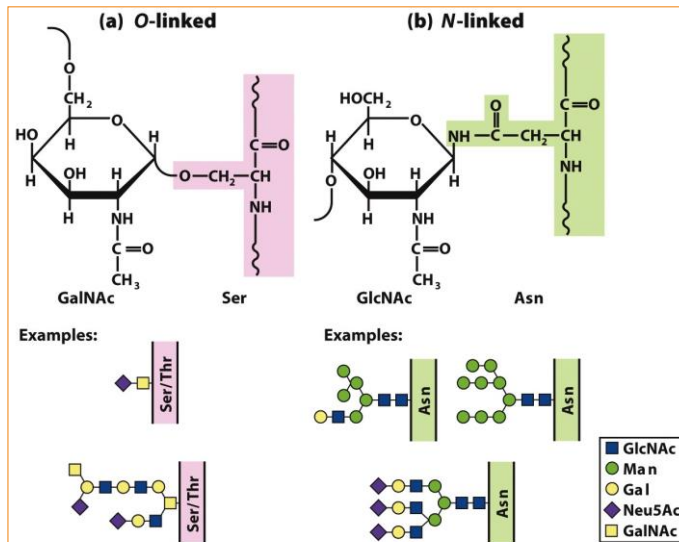 (a) O-linked
O
CH₂
H
O
H
HO
OH
H
H
H
NH
C=O
CH₃
O—CH₂—CH
C=O
NH
GalNAc
Ser
Examples:
Ser/Thr
Ser/Thr
(b) N-linked
HOCH₂
H
O
H
OH
H
H
O
H
NH
C=O
CH₃
NH—C—CH₂—CH
O
C=O
NH
GlcNAc
Asn
Examples:
Asn
Asn
Asn
GlcNAc
Man
Gal
Neu5Ac
GalNAc